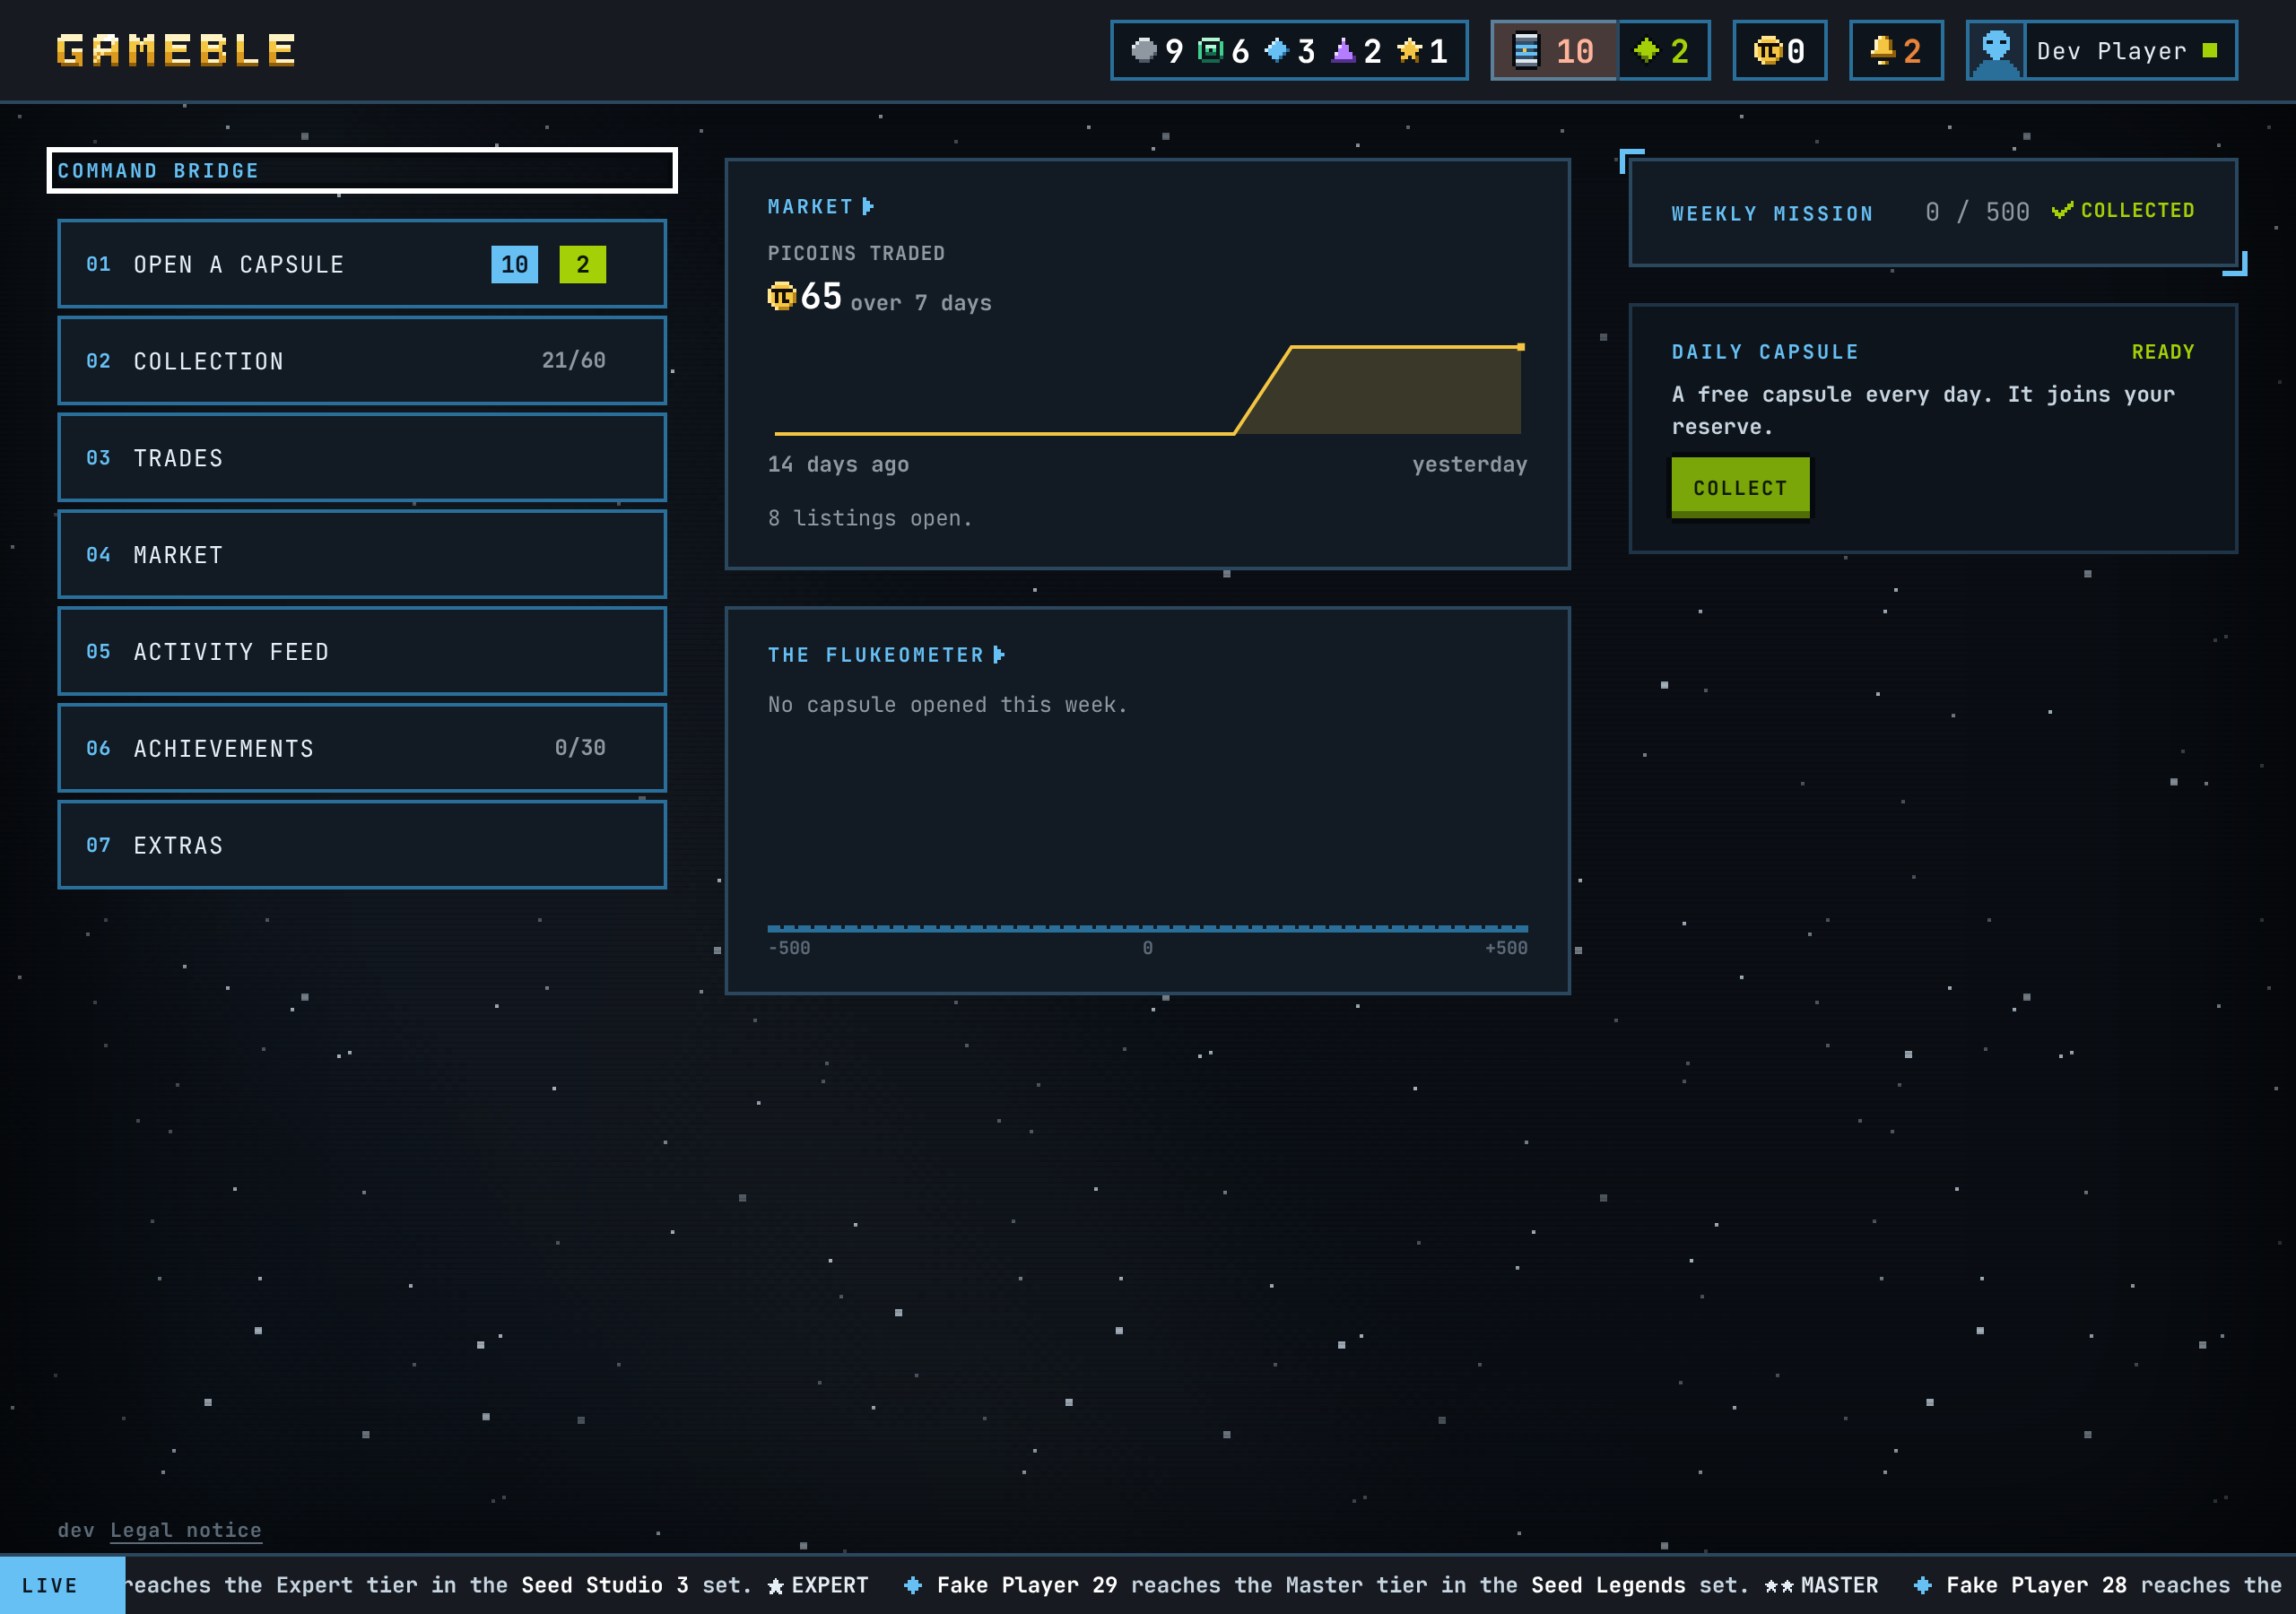 GAMEBLE
9 6 3 2 1
10 2
0
2
Dev Player
COMMAND BRIDGE
01 OPEN A CAPSULE 10 2
02 COLLECTION 21/60
03 TRADES
04 MARKET
05 ACTIVITY FEED
06 ACHIEVEMENTS 0/30
07 EXTRAS
MARKET
PICOINS TRADED
65 over 7 days
14 days ago yesterday
8 listings open.
THE FLUKEOMETER
No capsule opened this week.
-500 0 +500
WEEKLY MISSION 0 / 500 COLLECTED
DAILY CAPSULE READY
A free capsule every day. It joins your
reserve.
COLLECT
dev Legal notice
LIVE reaches the Expert tier in the Seed Studio 3 set. EXPERT Fake Player 29 reaches the Master tier in the Seed Legends set. MASTER Fake Player 28 reaches the